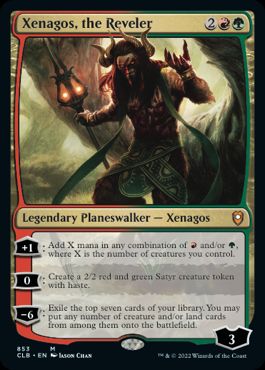 Xenagos, the Reveler 2
Legendary Planeswalker — Xenagos
+1 : Add X mana in any combination of and/or ,
where X is the number of creatures you control.
0 : Create a 2/2 red and green Satyr creature token
with haste.
-6 : Exile the top seven cards of your library. You may
put any number of creature and/or land cards
from among them onto the battlefield.
3
853 M
CLB • EN Jason Chan
™ & © 2022 Wizards of the Coast